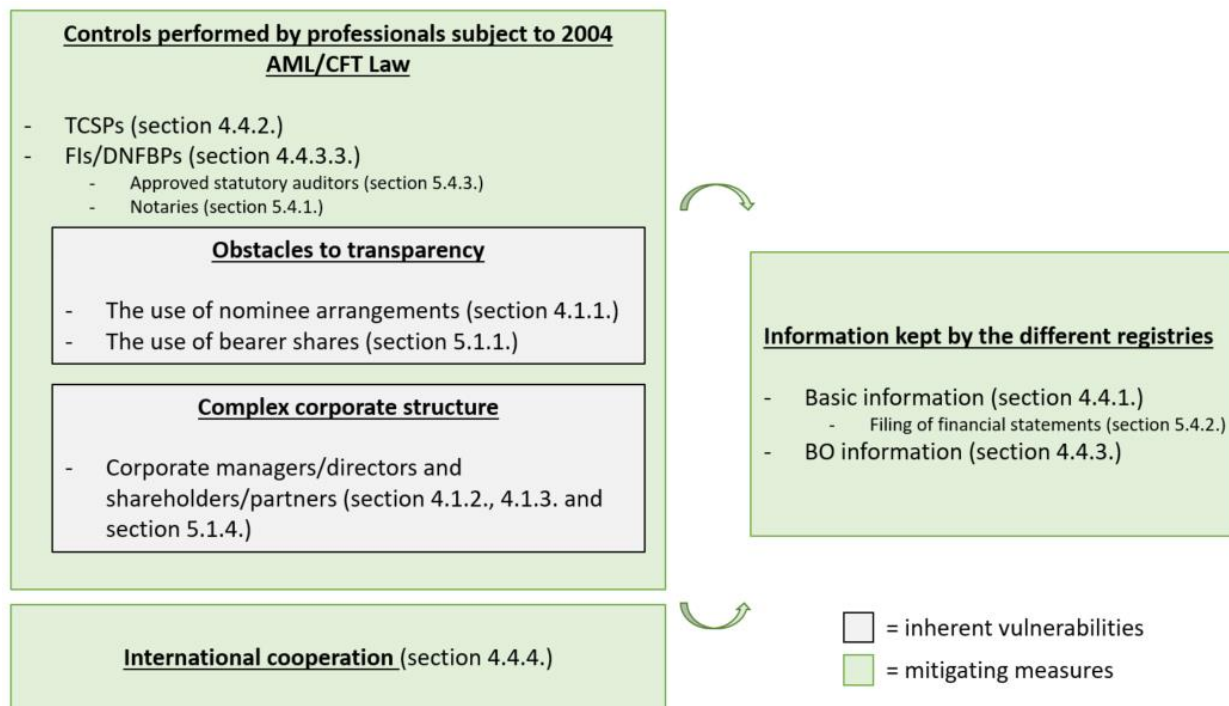 Controls performed by professionals subject to 2004
AML/CFT Law
- TCSPs (section 4.4.2.)
- FIs/DNFBPs (section 4.4.3.3.)
- Approved statutory auditors (section 5.4.3.)
- Notaries (section 5.4.1.)
Obstacles to transparency
- The use of nominee arrangements (section 4.1.1.)
- The use of bearer shares (section 5.1.1.)
Complex corporate structure
- Corporate managers/directors and
shareholders/partners (section 4.1.2., 4.1.3. and
section 5.1.4.)
International cooperation (section 4.4.4.)
Information kept by the different registries
- Basic information (section 4.4.1.)
- Filing of financial statements (section 5.4.2.)
- BO information (section 4.4.3.)
= inherent vulnerabilities
= mitigating measures